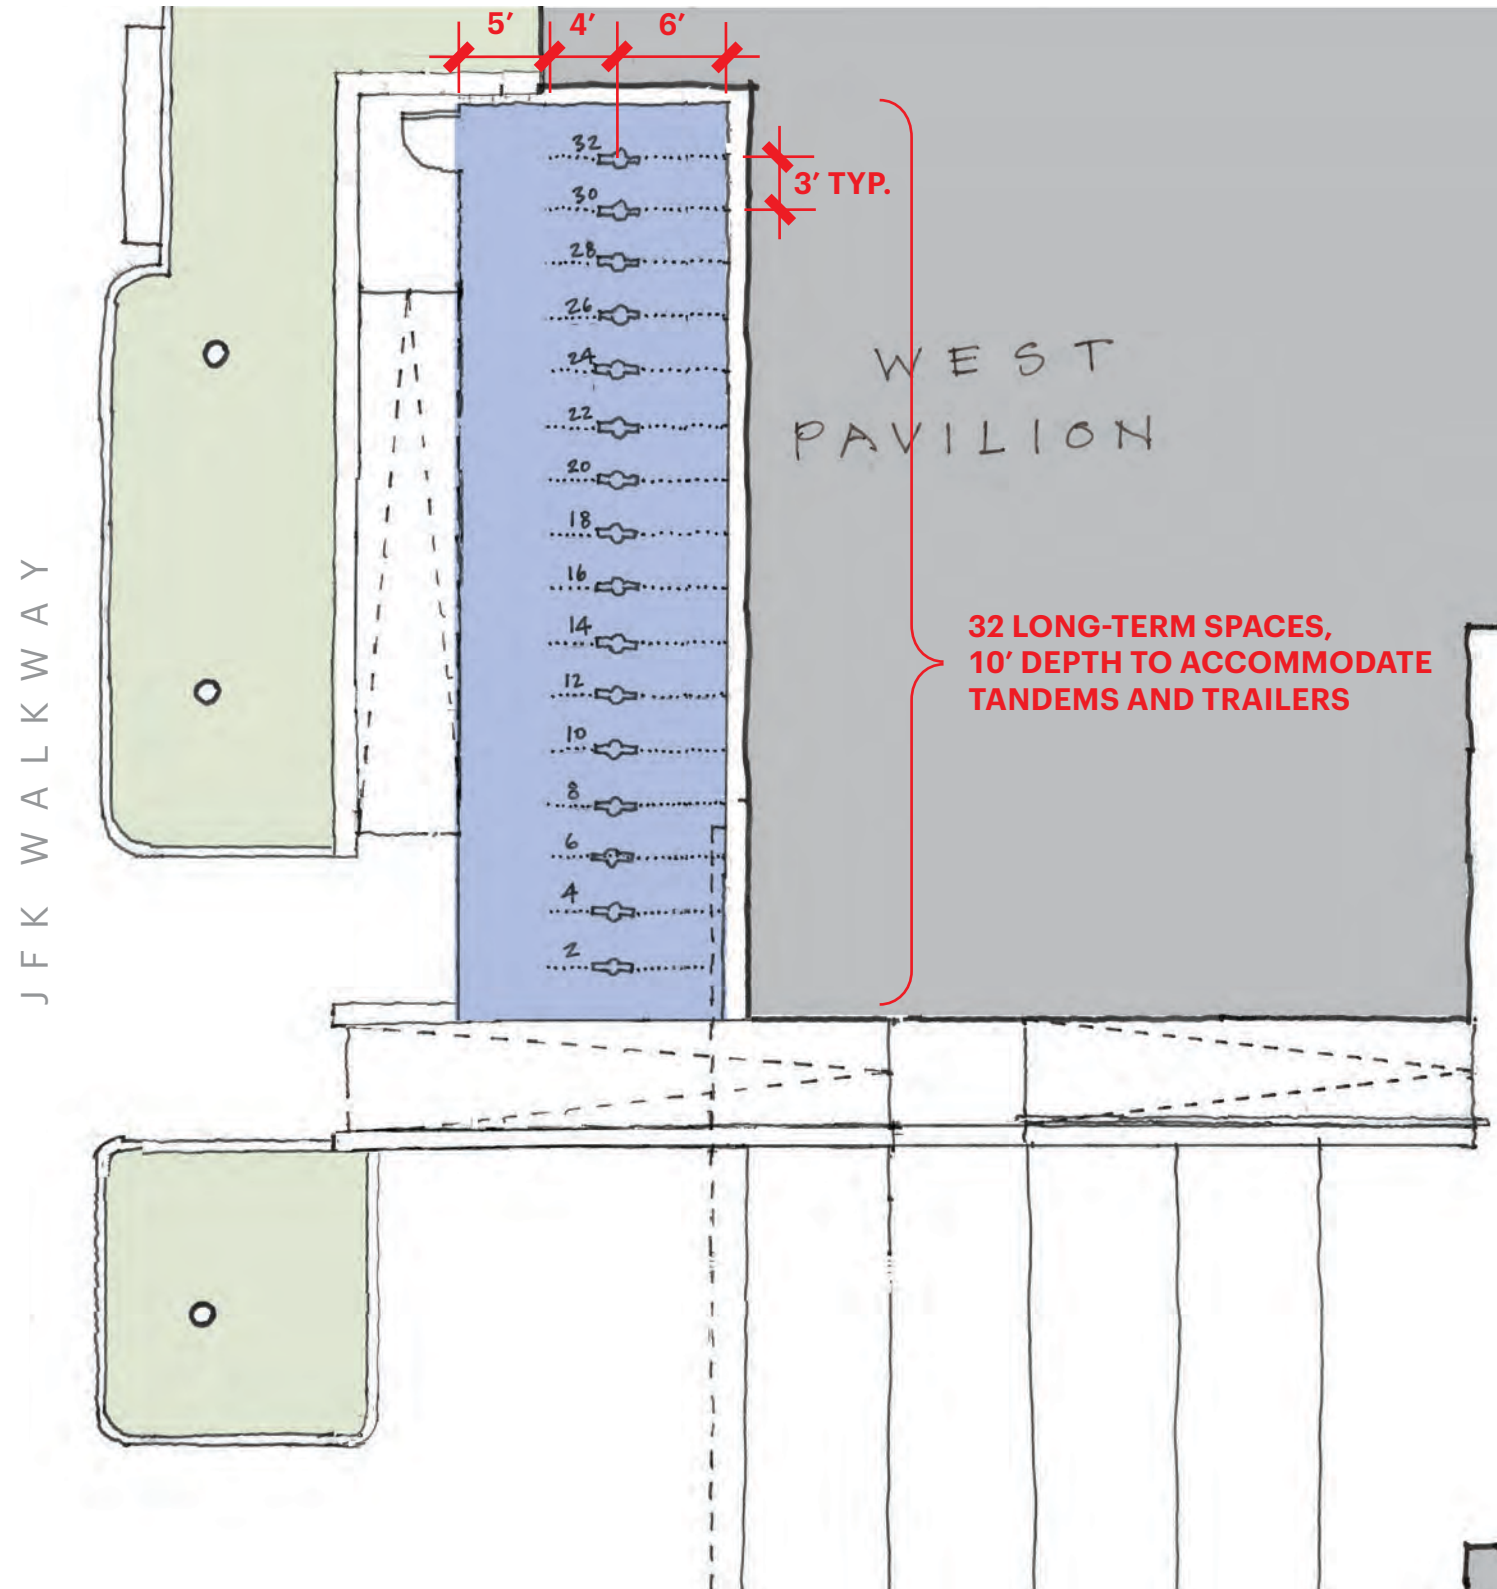 5’ 4’ 6’
32
3’ TYP.
30
28
26
24
22
20
18
16
14
12
10
8
6
4
2
WEST
PAVILION
32 LONG-TERM SPACES,
10’ DEPTH TO ACCOMMODATE
TANDEMS AND TRAILERS
JFK WALKWAY